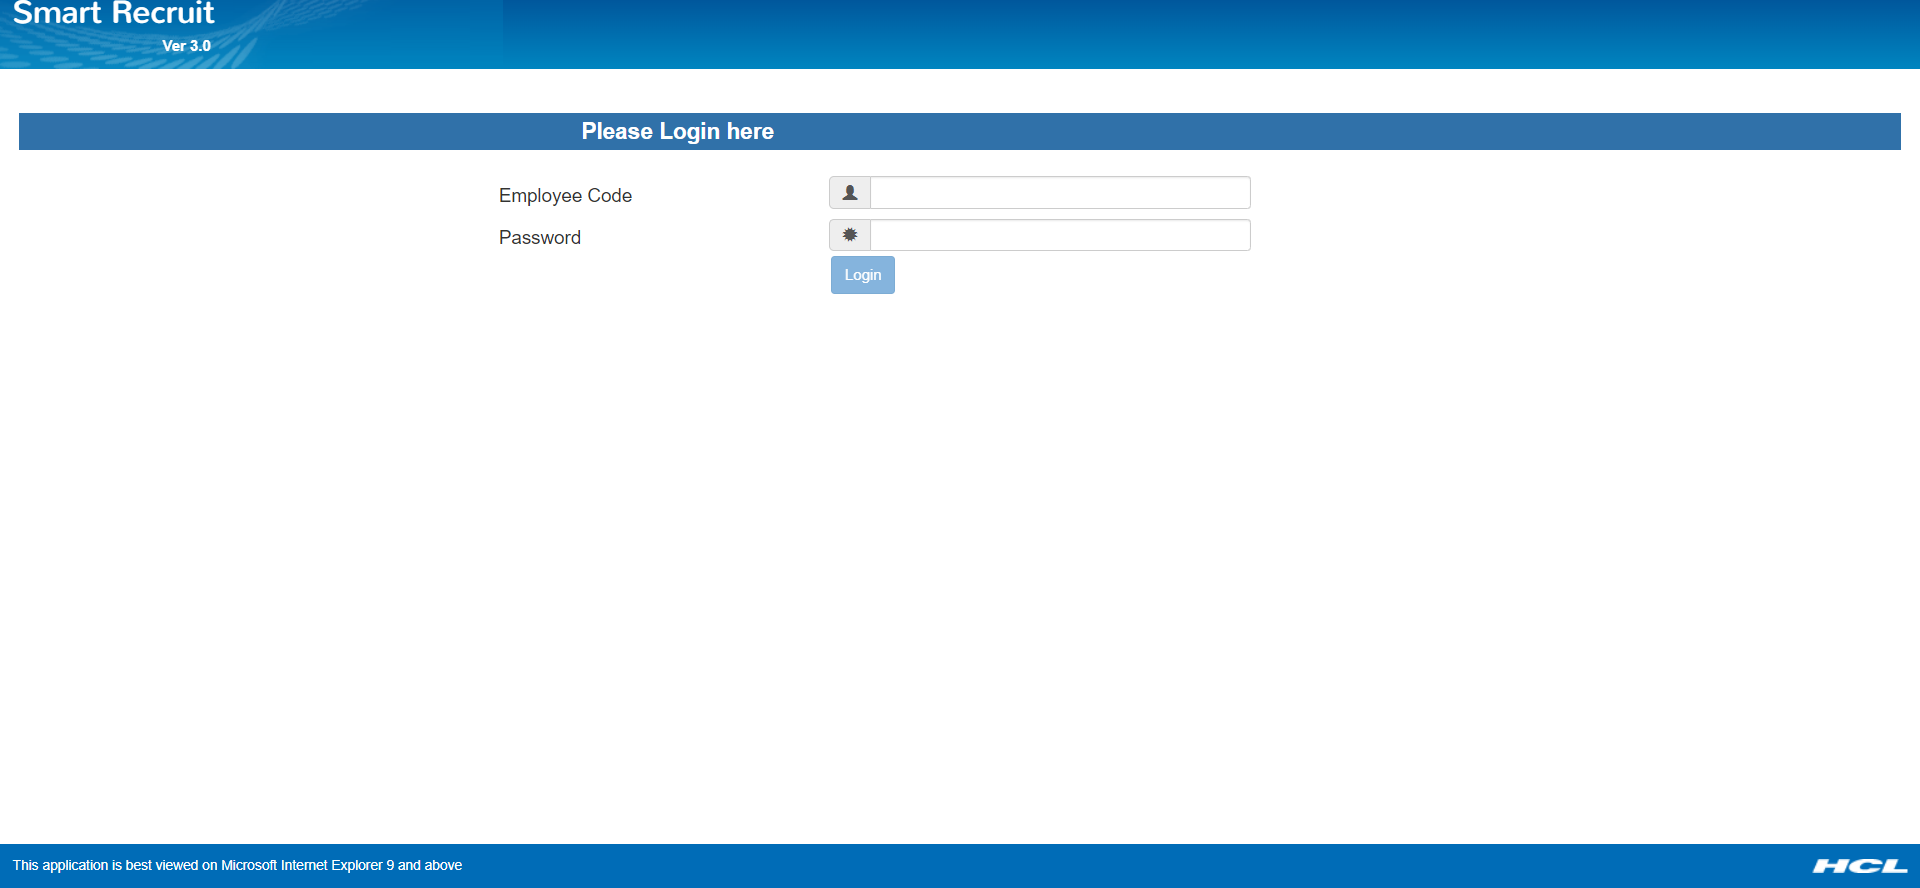 Smart Recruit
Ver 3.0
Please Login here
Employee Code
Password
Login
This application is best viewed on Microsoft Internet Explorer 9 and above
HCL